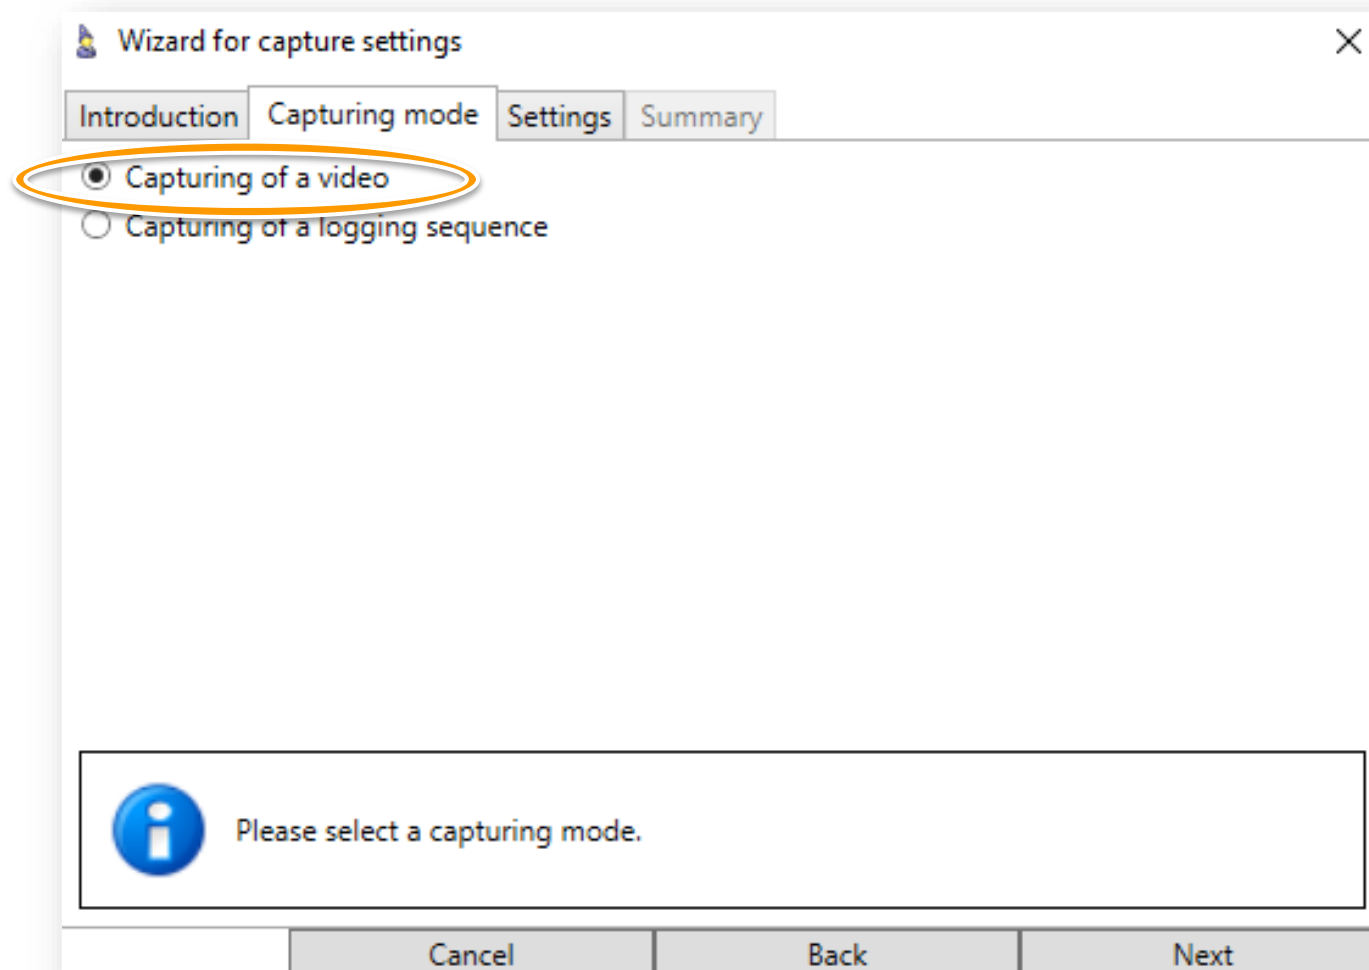 Wizard for capture settings
Introduction Capturing mode Settings Summary
Capturing of a video
Capturing of a logging sequence
Please select a capturing mode.
Cancel Back Next